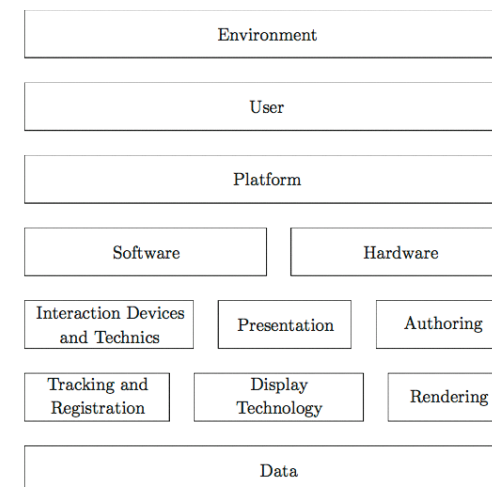 Environment
User
Platform
Software
Hardware
Interaction Devices
and Technics
Presentation
Authoring
Tracking and
Registration
Display
Technology
Rendering
Data